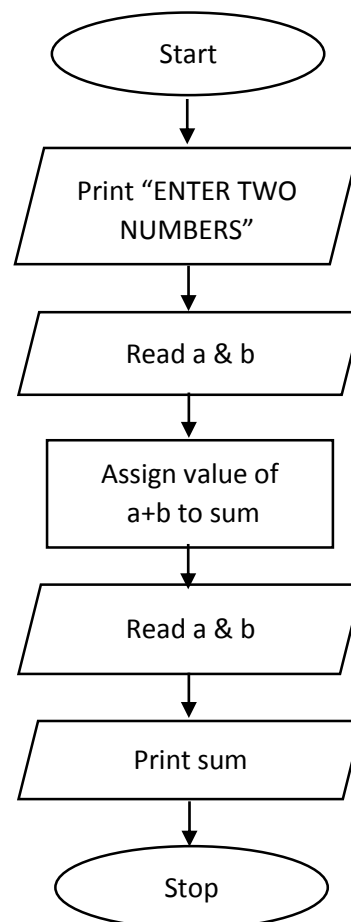 Start
Print “ENTER TWO
NUMBERS”
Read a & b
Assign value of
a+b to sum
Read a & b
Print sum
Stop